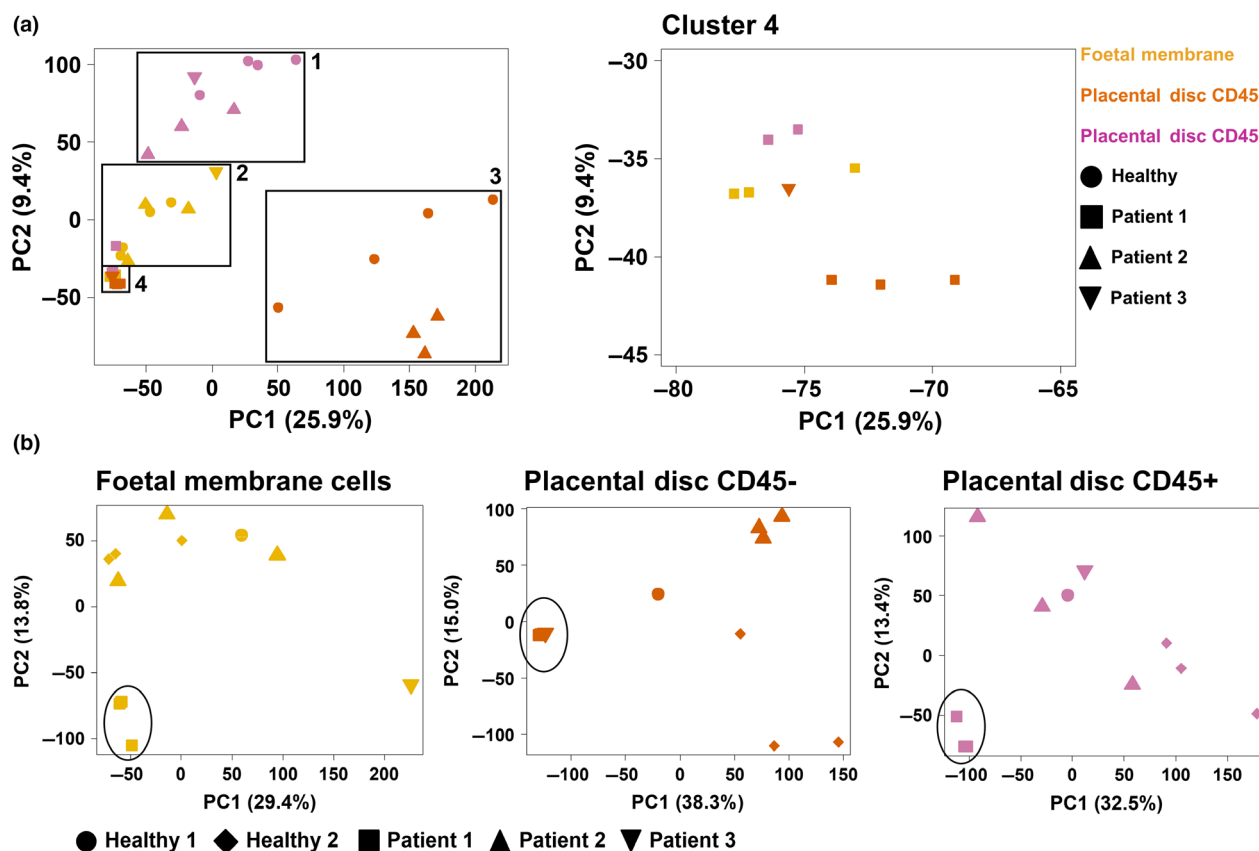 (a)
Cluster 4
100
50
0
–50
PC2 (9.4%)
1
2
3
4
–50
0
50
100
150
200
PC1 (25.9%)
–30
–35
–40
–45
PC2 (9.4%)
–80
–75
–70
–65
PC1 (25.9%)
Foetal membrane
Placental disc CD45
Placental disc CD45
Healthy
Patient 1
Patient 2
Patient 3
(b)
Foetal membrane cells
50
0
–50
–100
PC2 (13.8%)
–50
0
50
100
200
PC1 (29.4%)
Placental disc CD45-
100
50
0
–50
–100
PC2 (15.0%)
–100
–50
0
50
100
150
PC1 (38.3%)
Placental disc CD45+
100
50
0
–50
PC2 (13.4%)
–100
–50
0
50
100
150
PC1 (32.5%)
Healthy 1
Healthy 2
Patient 1
Patient 2
Patient 3